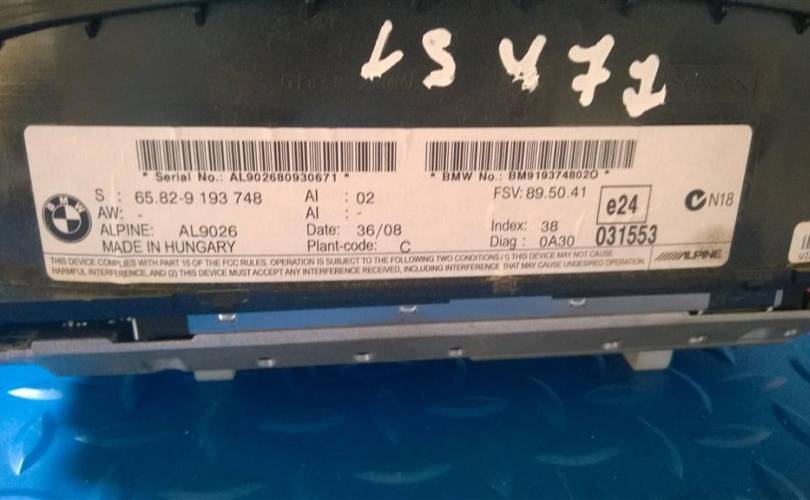 LS471
* Serial No.: AL902680930671 *
* BMW No.: BM9193748020 *
BMW
S : 65.82-9 193 748 AI : 02 FSV: 89.50.41
AW: - AI : -
ALPINE: AL9026 Date: 36/08 Index: 38
MADE IN HUNGARY Plant-code: C Diag : 0A30
e24
031553
N18
ALPINE
THIS DEVICE COMPLIES WITH PART 15 OF THE FCC RULES. OPERATION IS SUBJECT TO THE FOLLOWING TWO CONDITIONS (1) THIS DEVICE MAY NOT CAUSE
HARMFUL INTERFERENCE, AND (2) THIS DEVICE MUST ACCEPT ANY INTERFERENCE RECEIVED, INCLUDING INTERFERENCE THAT MAY CAUSE UNDESIRED OPERATION.